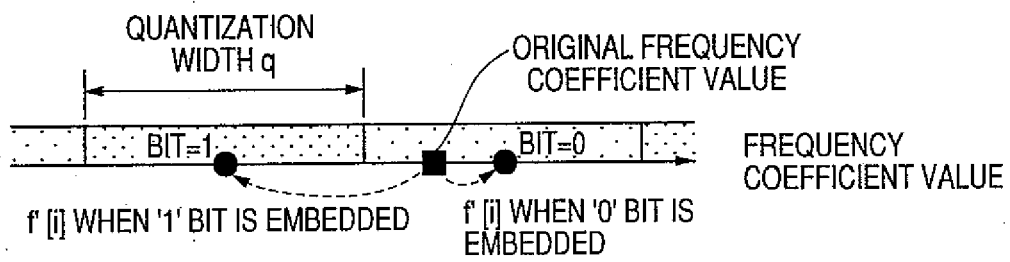 QUANTIZATION
WIDTH q
ORIGINAL FREQUENCY
COEFFICIENT VALUE
BIT=1
BIT=0
FREQUENCY
COEFFICIENT VALUE
f' [i] WHEN '1' BIT IS EMBEDDED
f' [i] WHEN '0' BIT IS
EMBEDDED